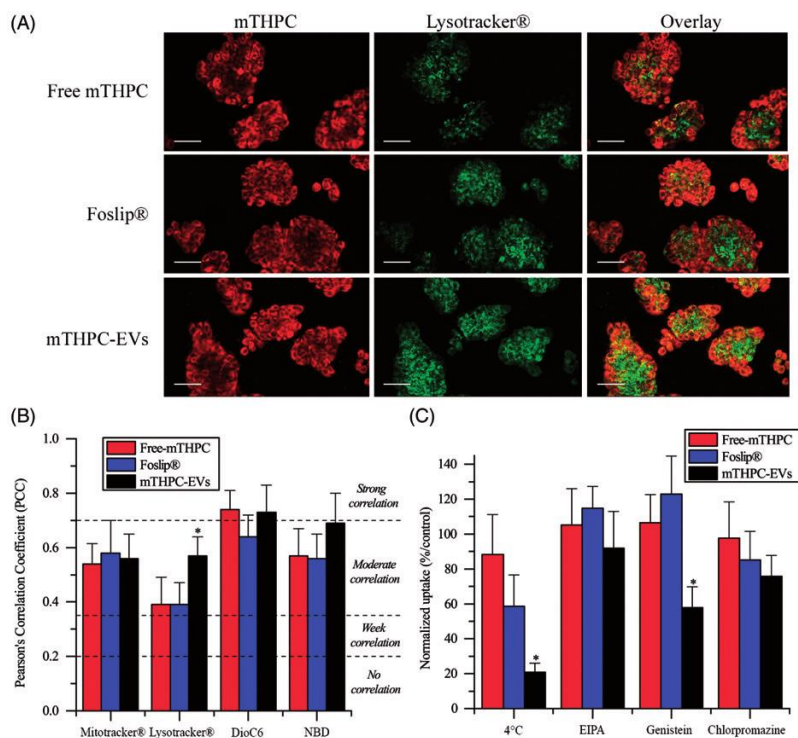 (A)
mTHPC Lysotracker® Overlay
Free mTHPC
Foslip®
mTHPC-EVs
(B)
Pearson's Correlation Coefficient (PCC)
1.0
0.8
0.6
0.4
0.2
0.0
Free-mTHPC
Foslip®
mTHPC-EVs
*
Strong
correlation
Moderate
correlation
Week
correlation
No
correlation
Mitotracker® Lysotracker® DioC6 NBD
(C)
Normalized uptake (%/control)
140
120
100
80
60
40
20
0
Free-mTHPC
Foslip®
mTHPC-EVs
*
*
4°C EIPA Genistein Chlorpromazine